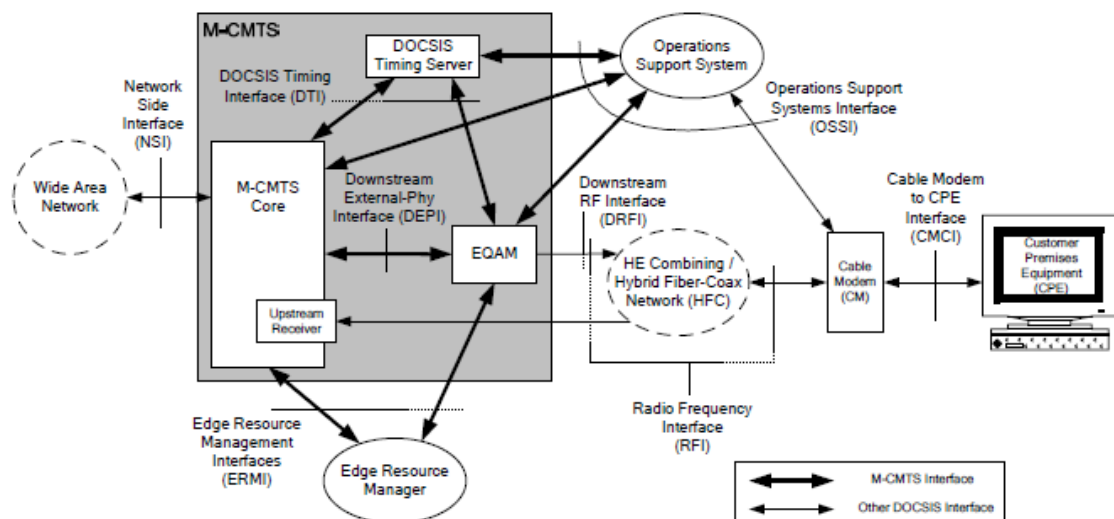 M-CMTS
DOCSIS
Timing Server
Operations
Support System
DOCSIS Timing
Interface (DTI)
Network
Side
Interface
(NSI)
Operations Support
Systems Interface
(OSSI)
Wide Area
Network
M-CMTS
Core
Downstream
External-Phy
Interface (DEPI)
Downstream
RF Interface
(DRFI)
Cable Modem
to CPE
Interface
(CMCI)
EQAM
HE Combining /
Hybrid Fiber-Coax
Network (HFC)
Cable
Modem
(CM)
Customer
Premises
Equipment
(CPE)
Upstream
Receiver
Edge Resource
Management
Interfaces
(ERMI)
Edge Resource
Manager
Radio Frequency
Interface
(RFI)
M-CMTS Interface
Other DOCSIS Interface